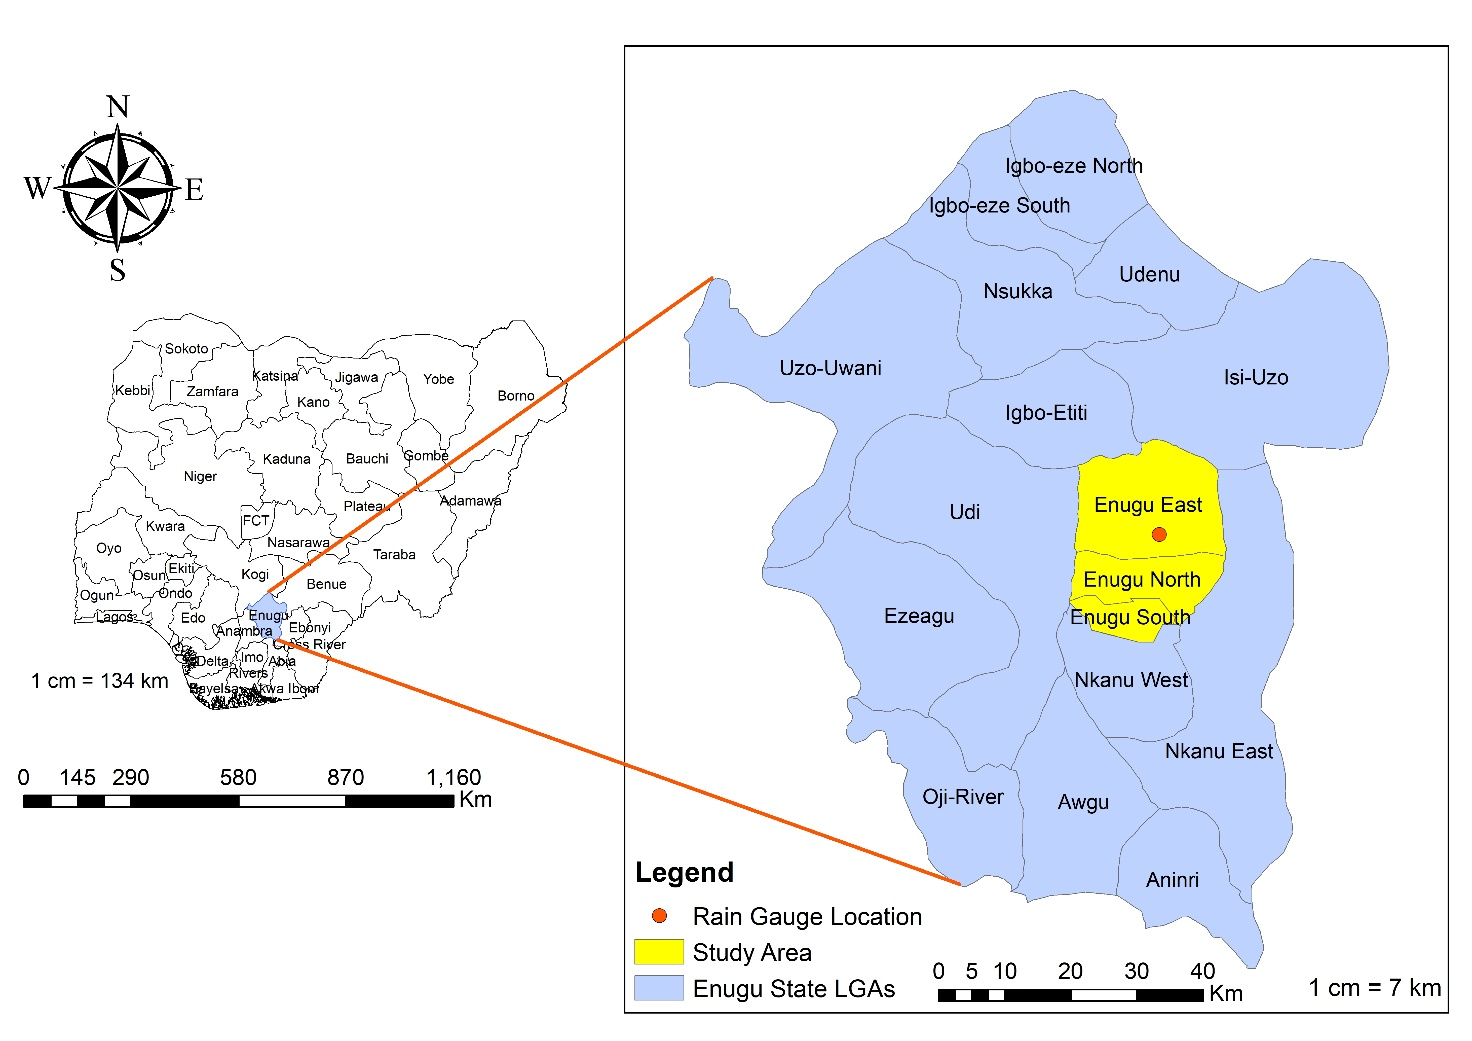 N
W E
S
Sokoto
Kebbi
Zamfara
Katsina
Kano
Jigawa
Yobe
Borno
Niger
Kaduna
Bauchi
Gombe
Adamawa
Plateau
FCT
Kwara
Nasarawa
Taraba
Oyo
Osun
Ekiti
Kogi
Benue
Ogun
Ondo
Lagos
Edo
Enugu
Anambra
Ebonyi
Cross River
Delta
Imo
Abia
Rivers
Bayelsa
Akwa Ibom
1 cm = 134 km
0 145 290 580 870 1,160
Km
Igbo-eze North
Igbo-eze South
Udenu
Nsukka
Uzo-Uwani
Isi-Uzo
Igbo-Etiti
Enugu East
Udi
Enugu North
Enugu South
Ezeagu
Nkanu West
Nkanu East
Oji-River
Awgu
Aninri
Legend
Rain Gauge Location
Study Area
Enugu State LGAs
0 5 10 20 30 40
Km
1 cm = 7 km